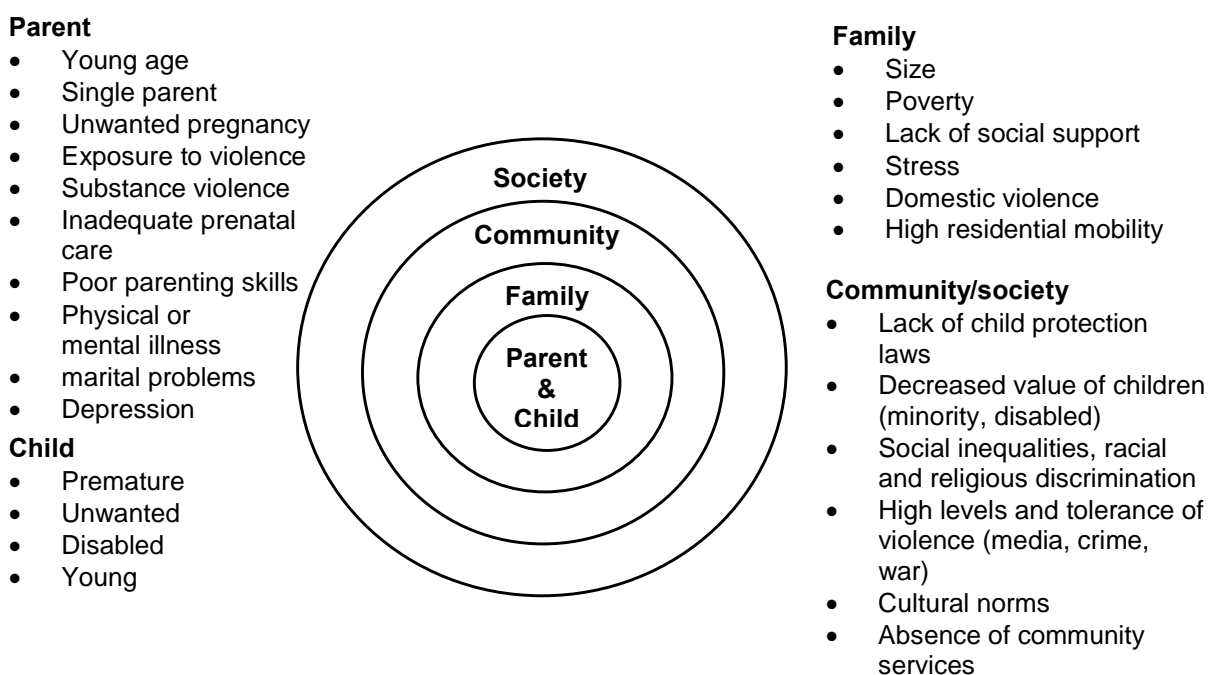 Parent
• Young age
• Single parent
• Unwanted pregnancy
• Exposure to violence
• Substance violence
• Inadequate prenatal
care
• Poor parenting skills
• Physical or
mental illness
• marital problems
• Depression
Child
• Premature
• Unwanted
• Disabled
• Young
Society
Community
Family
Parent
&
Child
Family
• Size
• Poverty
• Lack of social support
• Stress
• Domestic violence
• High residential mobility
Community/society
• Lack of child protection
laws
• Decreased value of children
(minority, disabled)
• Social inequalities, racial
and religious discrimination
• High levels and tolerance of
violence (media, crime,
war)
• Cultural norms
• Absence of community
services